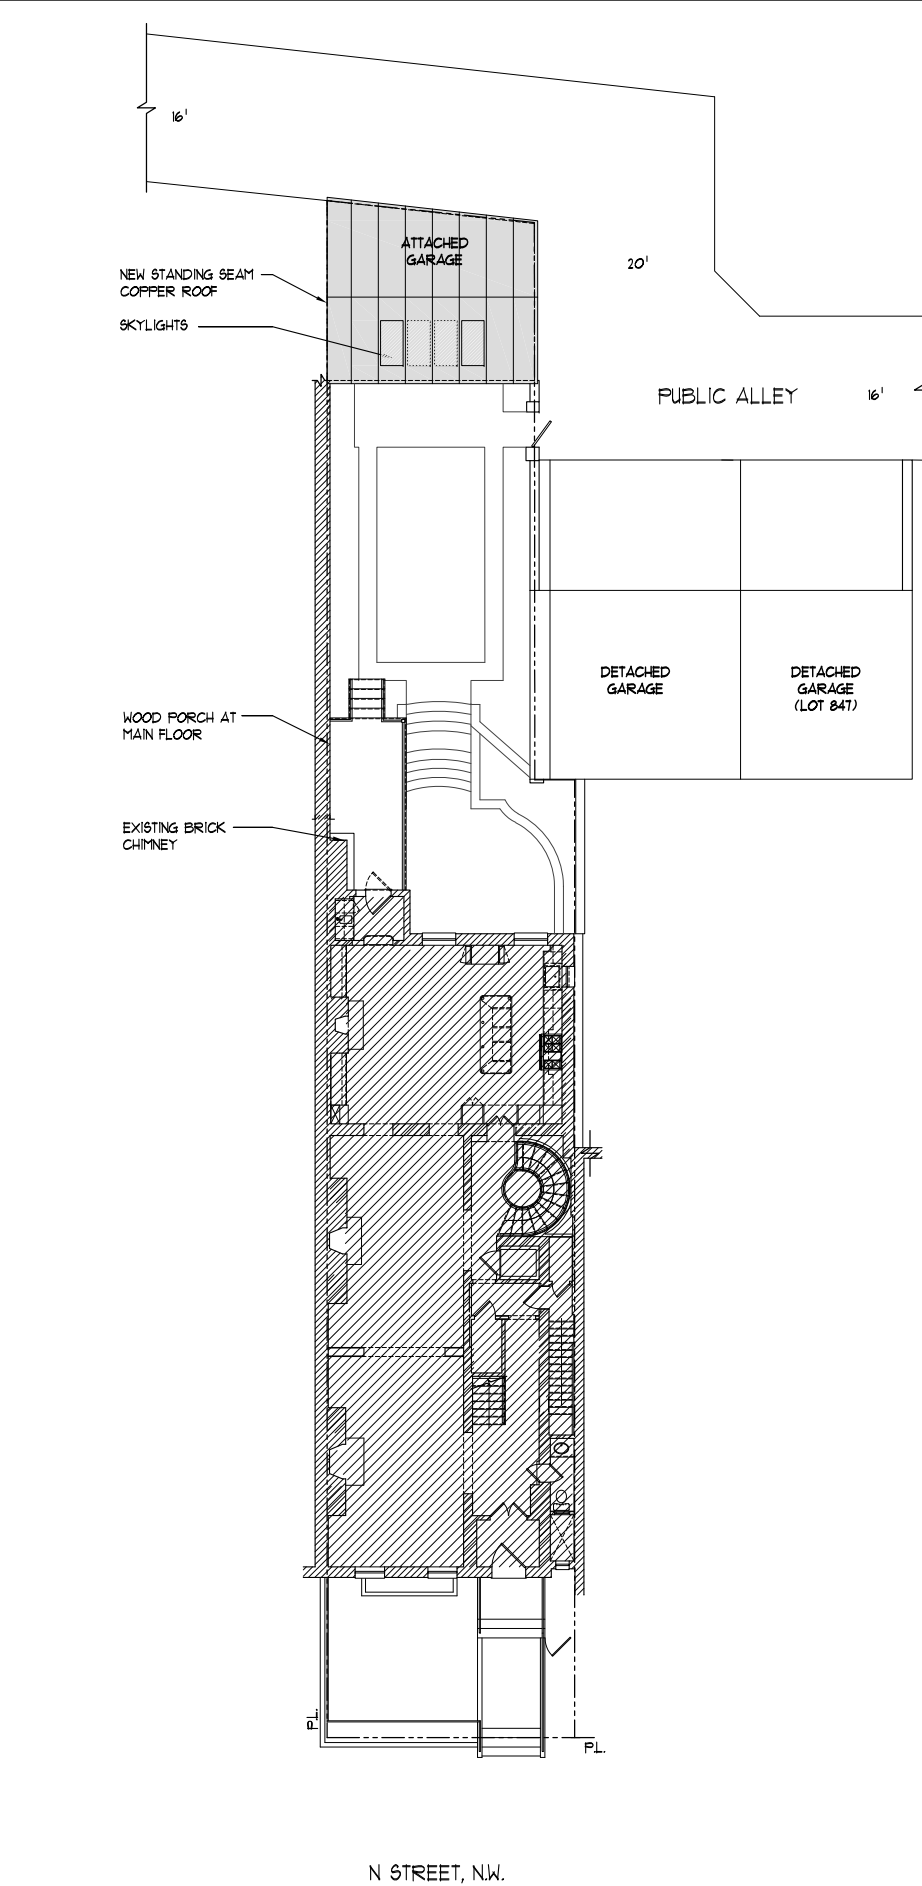 16'
ATTACHED
GARAGE
20'
NEW STANDING SEAM
COPPER ROOF
SKYLIGHTS
PUBLIC ALLEY
16'
DETACHED
GARAGE
DETACHED
GARAGE
(LOT 847)
WOOD PORCH AT
MAIN FLOOR
EXISTING BRICK
CHIMNEY
P.L.
P.L.
N STREET, N.W.